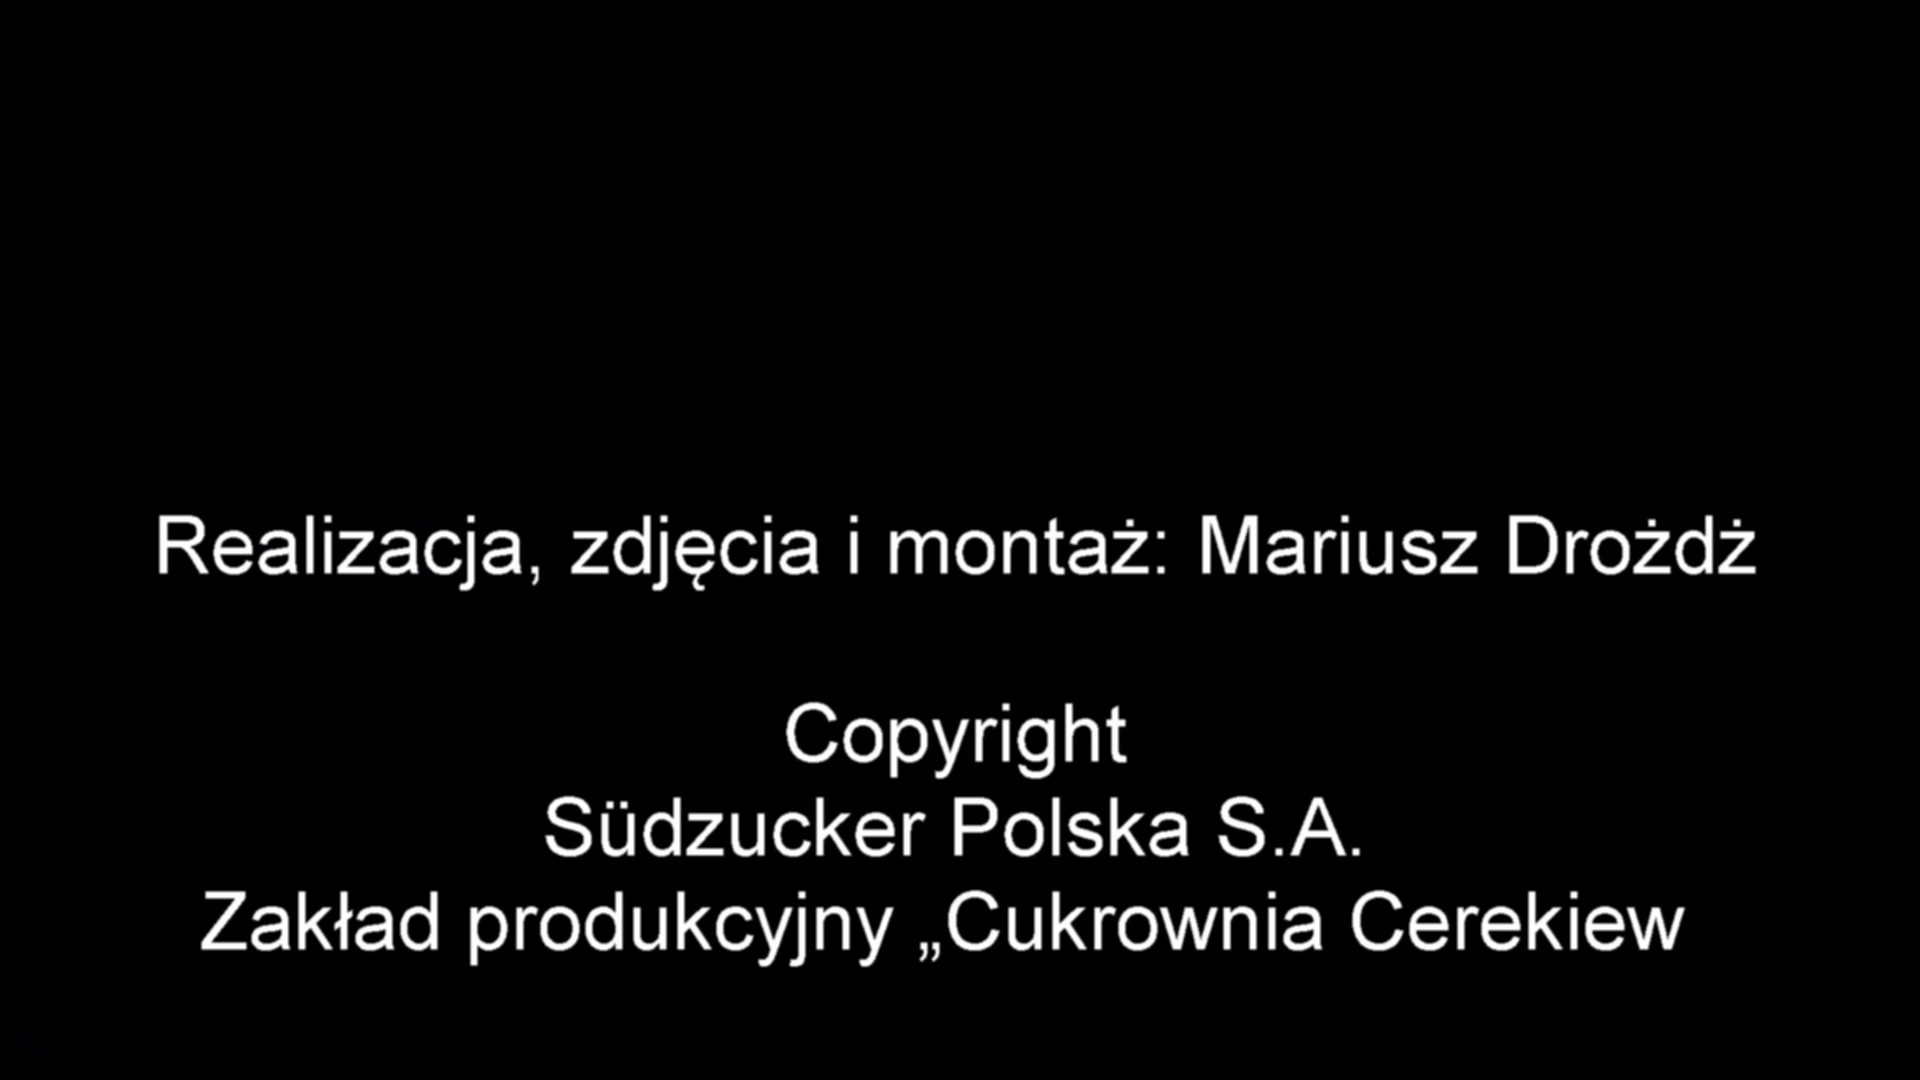 Realizacja, zdjęcia i montaż: Mariusz Drożdż
Copyright
Südzucker Polska S.A.
Zakład produkcyjny „Cukrownia Cerekiew